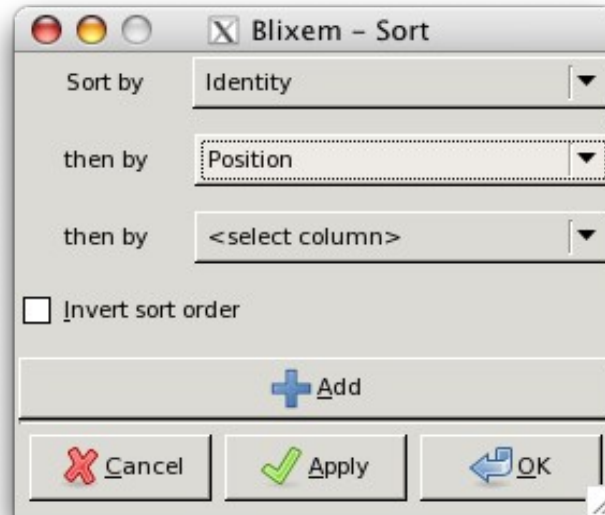 Blixem – Sort
Sort by Identity
then by Position
then by <select column>
Invert sort order
Add
Cancel Apply OK